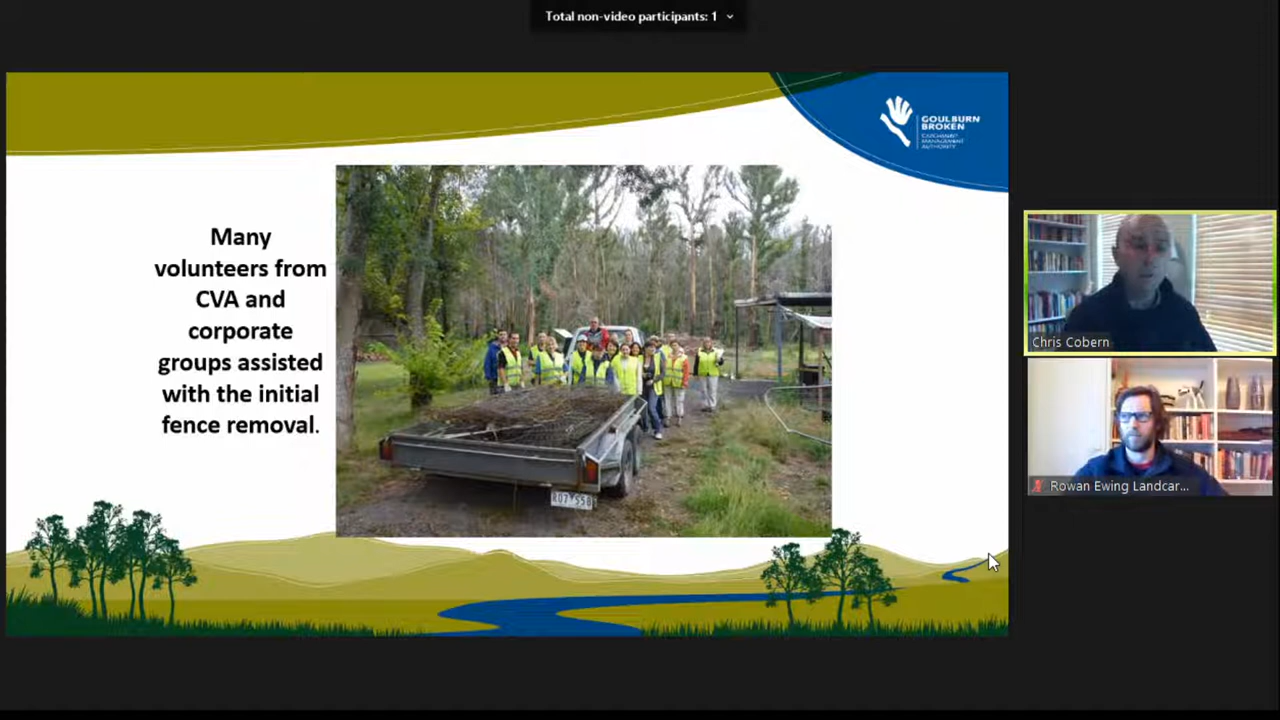 Total non-video participants: 1
GOULBURN
BROKEN
CATCHMENT
MANAGEMENT
AUTHORITY
Many
volunteers from
CVA and
corporate
groups assisted
with the initial
fence removal.
Chris Cobern
Rowan Ewing Landcar...